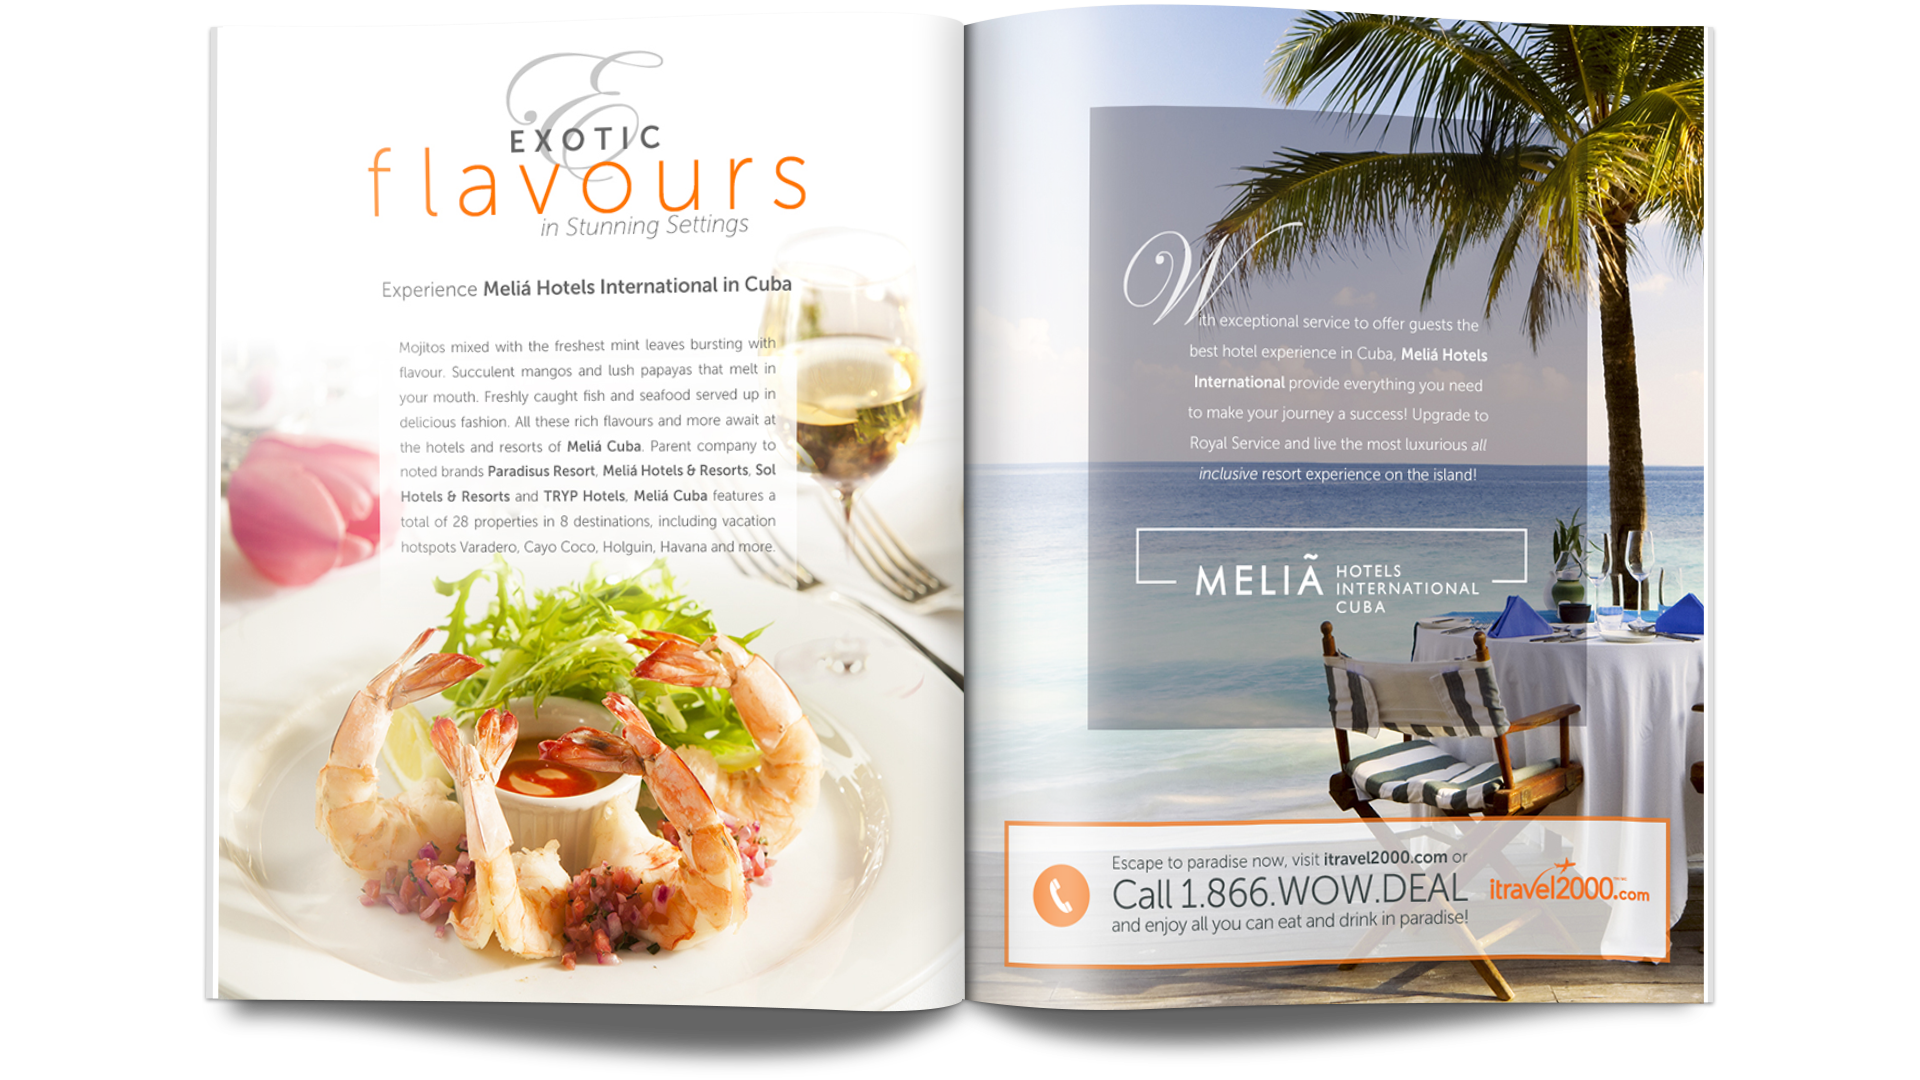 E
EXOTIC
flavours
in Stunning Settings
Experience Meliá Hotels International in Cuba
Mojitos mixed with the freshest mint leaves bursting with
flavour. Succulent mangos and lush papayas that melt in
your mouth. Freshly caught fish and seafood served up in
delicious fashion. All these rich flavours and more await at
the hotels and resorts of Meliá Cuba. Parent company to
noted brands Paradisus Resort, Meliá Hotels & Resorts, Sol
Hotels & Resorts and TRYP Hotels, Meliá Cuba features a
total of 28 properties in 8 destinations, including vacation
hotspots Varadero, Cayo Coco, Holguin, Havana and more.
With exceptional service to offer guests the
best hotel experience in Cuba, Meliá Hotels
International provide everything you need
to make your journey a success! Upgrade to
Royal Service and live the most luxurious all
inclusive resort experience on the island!
MELIÃ HOTELS
INTERNATIONAL
CUBA
Escape to paradise now, visit itravel2000.com or
Call 1.866.WOW.DEAL
and enjoy all you can eat and drink in paradise!
itravel2000.com